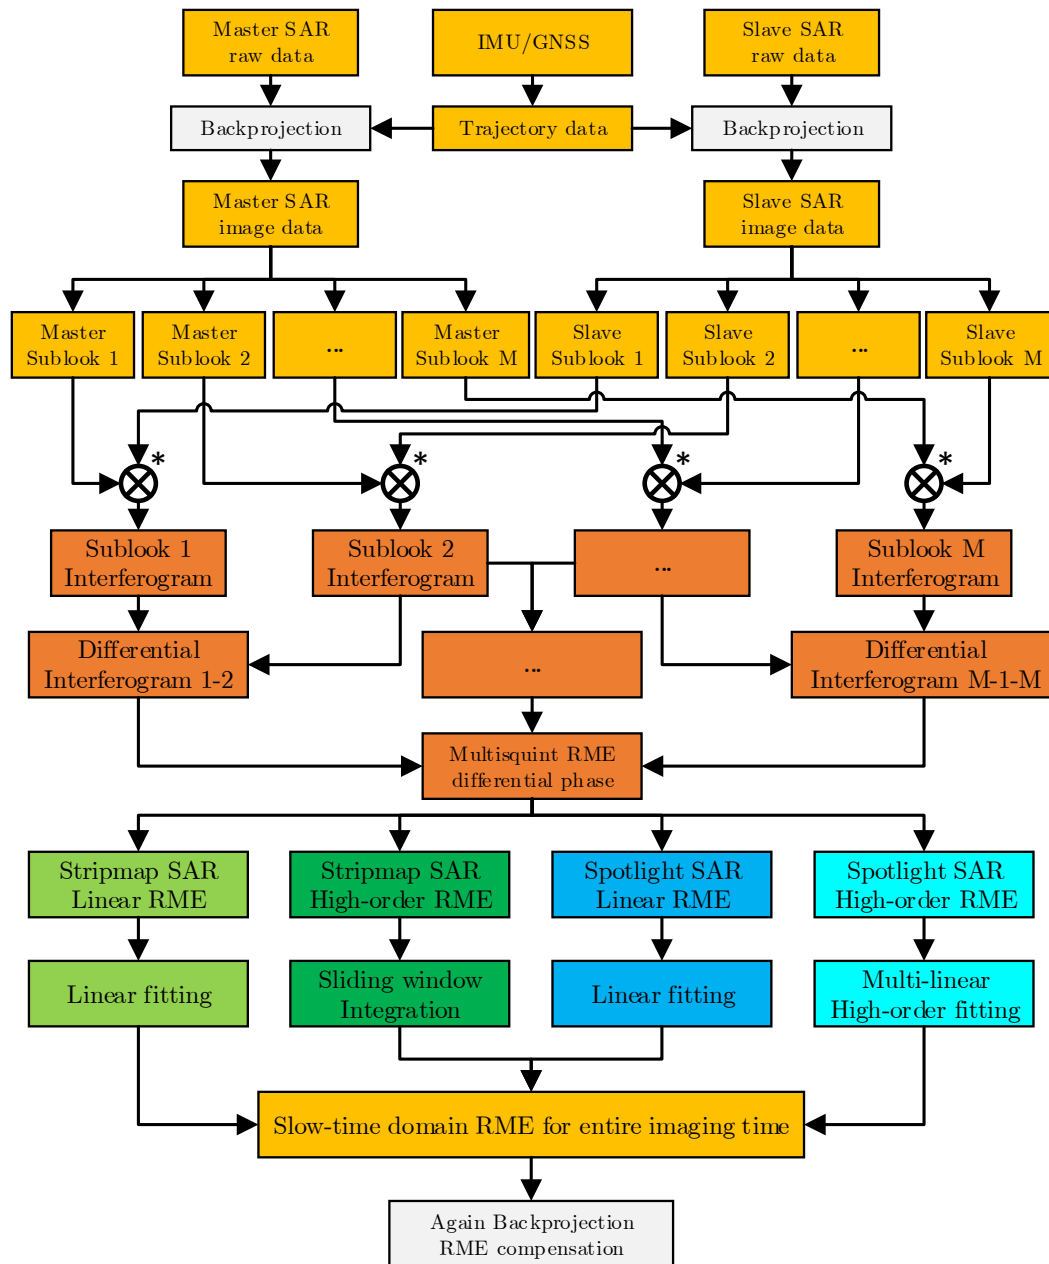 Master SAR
raw data
IMU/GNSS
Slave SAR
raw data
Backprojection
Trajectory data
Backprojection
Master SAR
image data
Slave SAR
image data
Master
Sublook 1
Master
Sublook 2
...
Master
Sublook M
Slave
Sublook 1
Slave
Sublook 2
...
Slave
Sublook M
*
*
*
*
Sublook 1
Interferogram
Sublook 2
Interferogram
...
Sublook M
Interferogram
Differential
Interferogram 1-2
...
Differential
Interferogram M-1-M
Multisquint RME
differential phase
Stripmap SAR
Linear RME
Stripmap SAR
High-order RME
Spotlight SAR
Linear RME
Spotlight SAR
High-order RME
Linear fitting
Sliding window
Integration
Linear fitting
Multi-linear
High-order fitting
Slow-time domain RME for entire imaging time
Again Backprojection
RME compensation